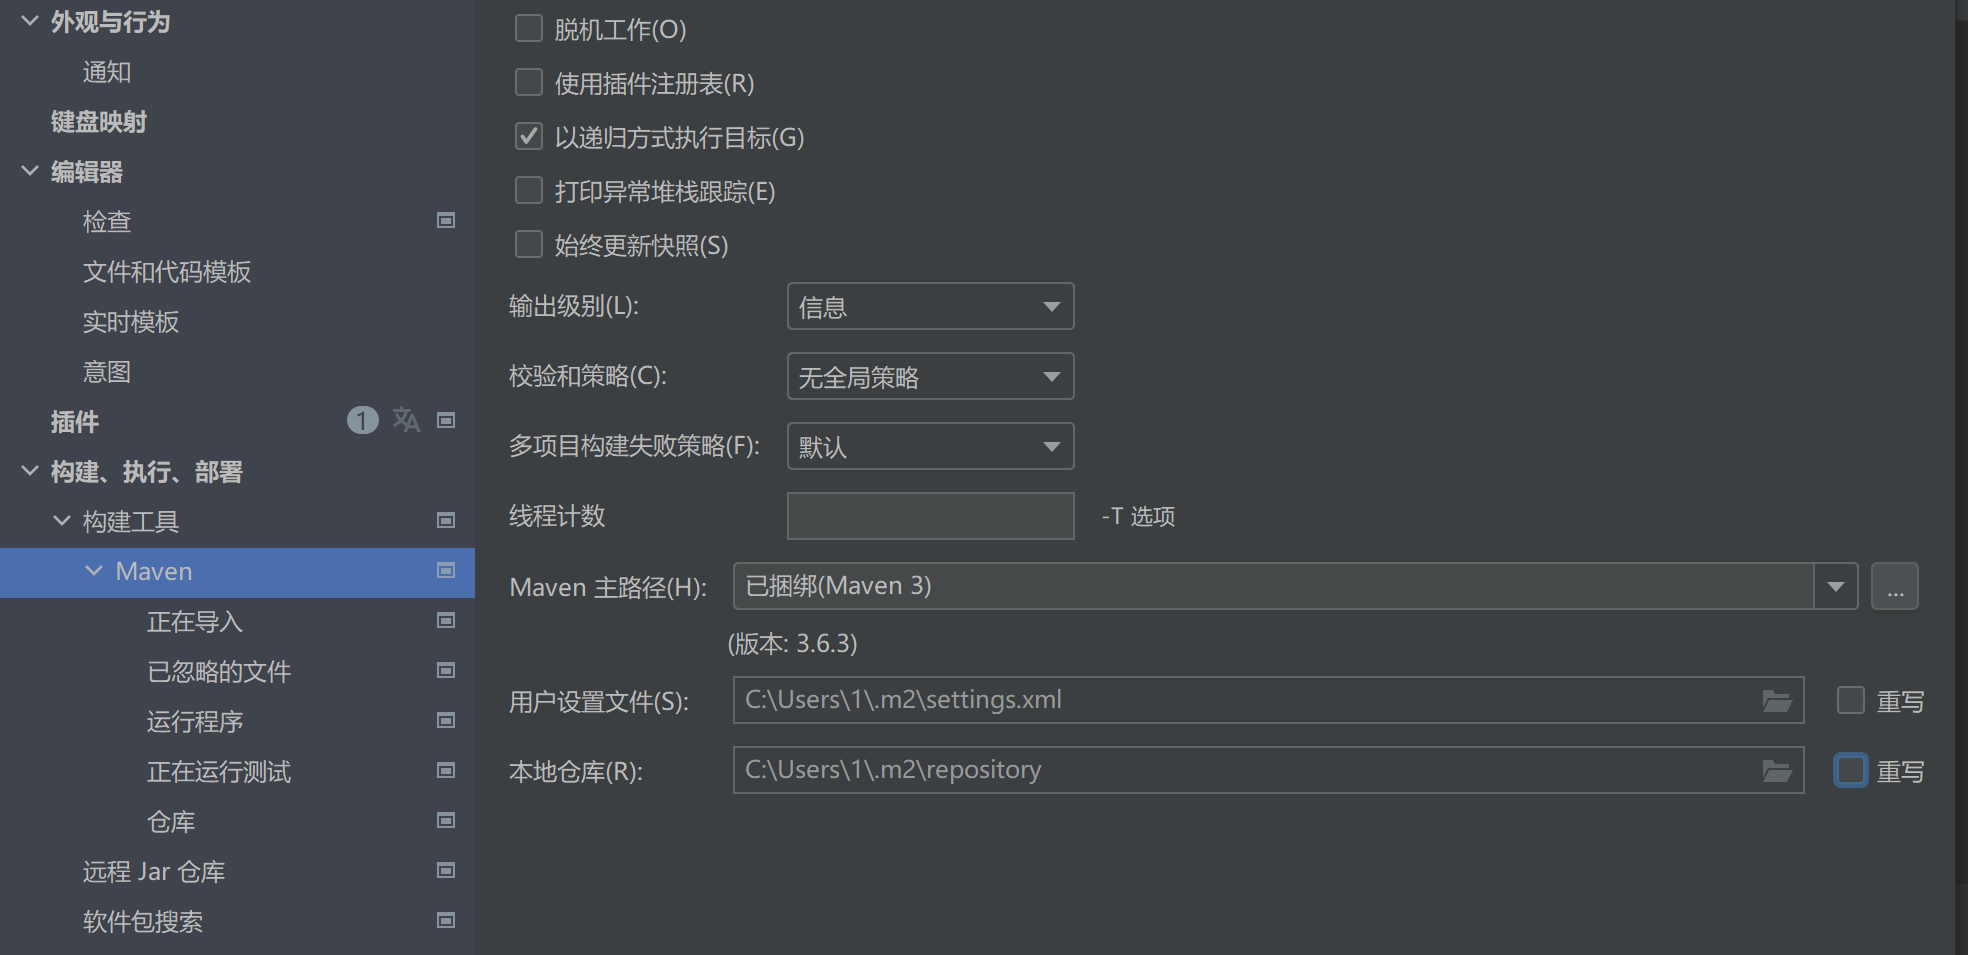 外观与行为
通知
键盘映射
编辑器
检查
文件和代码模板
实时模板
意图
插件 1 文A
构建、执行、部署
构建工具
Maven
正在导入
已忽略的文件
运行程序
正在运行测试
仓库
远程 Jar 仓库
软件包搜索
脱机工作(O)
使用插件注册表(R)
以递归方式执行目标(G)
打印异常堆栈跟踪(E)
始终更新快照(S)
输出级别(L): 信息
校验和策略(C): 无全局策略
多项目构建失败策略(F): 默认
线程计数 -T 选项
Maven 主路径(H): 已捆绑(Maven 3) ...
(版本: 3.6.3)
用户设置文件(S): C:\Users\1\.m2\settings.xml 重写
本地仓库(R): C:\Users\1\.m2\repository 重写